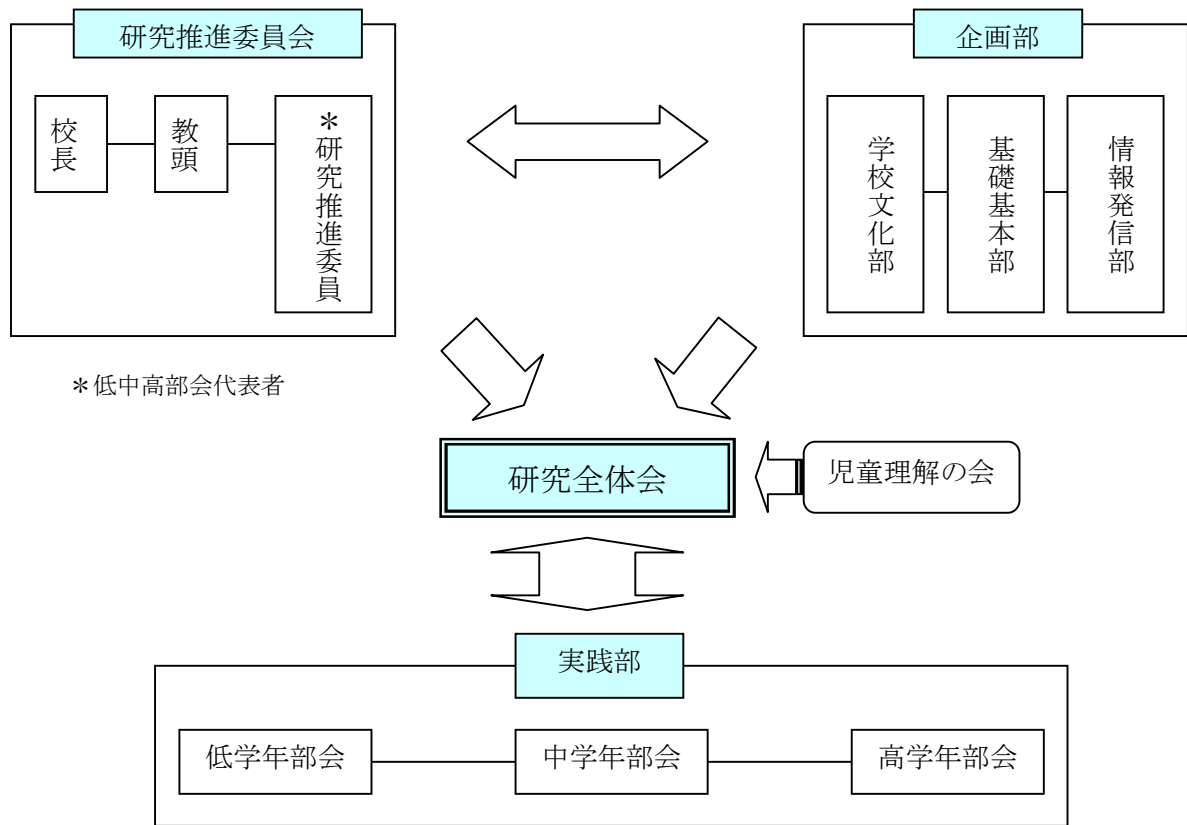 研究推進委員会
校長
教頭
＊研究推進委員
企画部
学校文化部
基礎基本部
情報発信部
＊低中高部会代表者
研究全体会
児童理解の会
実践部
低学年部会
中学年部会
高学年部会